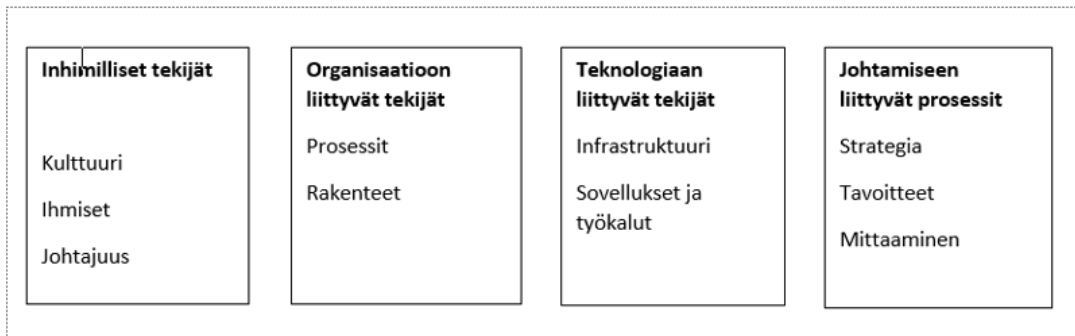 Inhimilliset tekijät
Kulttuuri
Ihmiset
Johtajuus
Organisaatioon
liittyvät tekijät
Prosessit
Rakenteet
Teknologiaan
liittyvät tekijät
Infrastruktuuri
Sovellukset ja
työkalut
Johtamiseen
liittyvät prosessit
Strategia
Tavoitteet
Mittaaminen